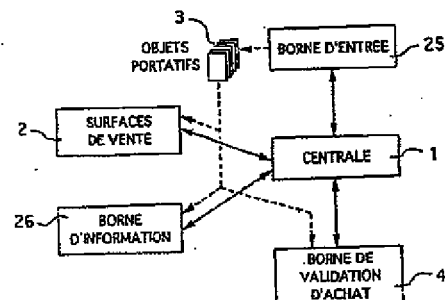 3
OBJETS
PORTATIFS
BORNE D'ENTREE
25
2
SURFACES
DE VENTE
CENTRALE
1
26
BORNE
D'INFORMATION
BORNE DE
VALIDATION
D'ACHAT
4